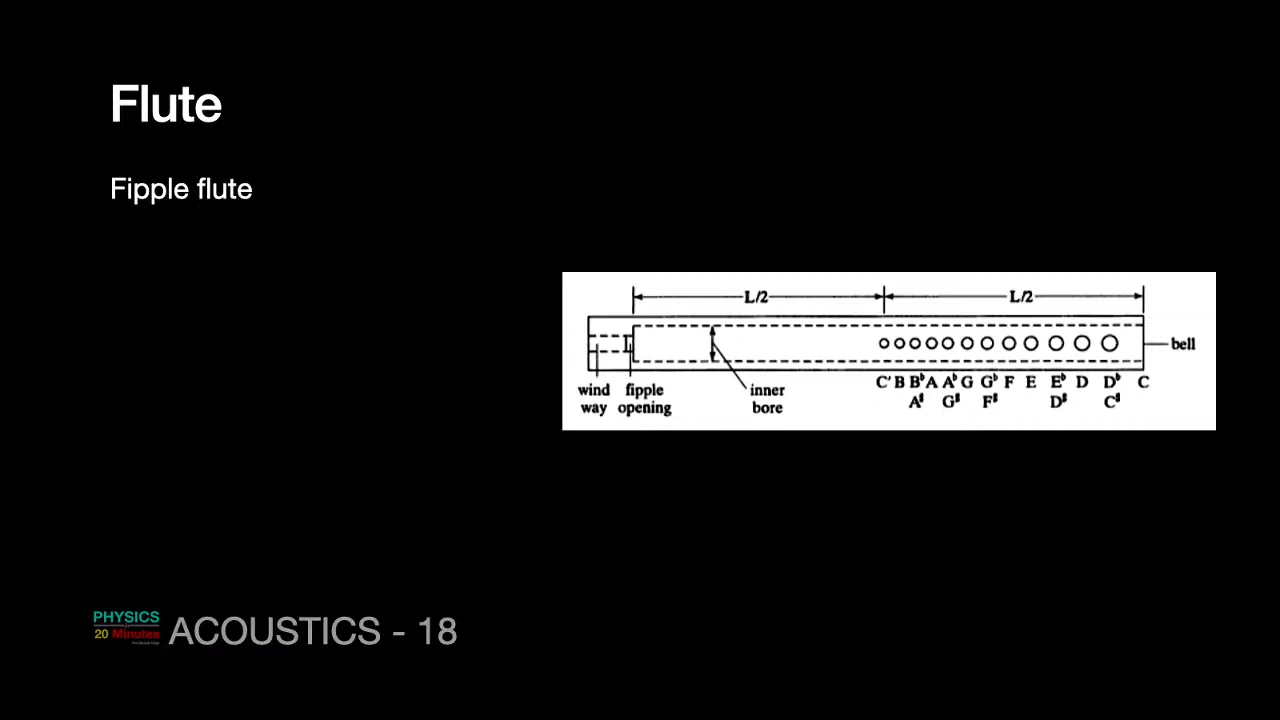 Flute
Fipple flute
L/2 L/2
bell
C' B B♭ A A♭ G G♭ F E E♭ D D♭ C
A♯ G♯ F♯ D♯ C♯
wind way
fipple opening
inner bore
PHYSICS
20 Minutes
ACOUSTICS - 18